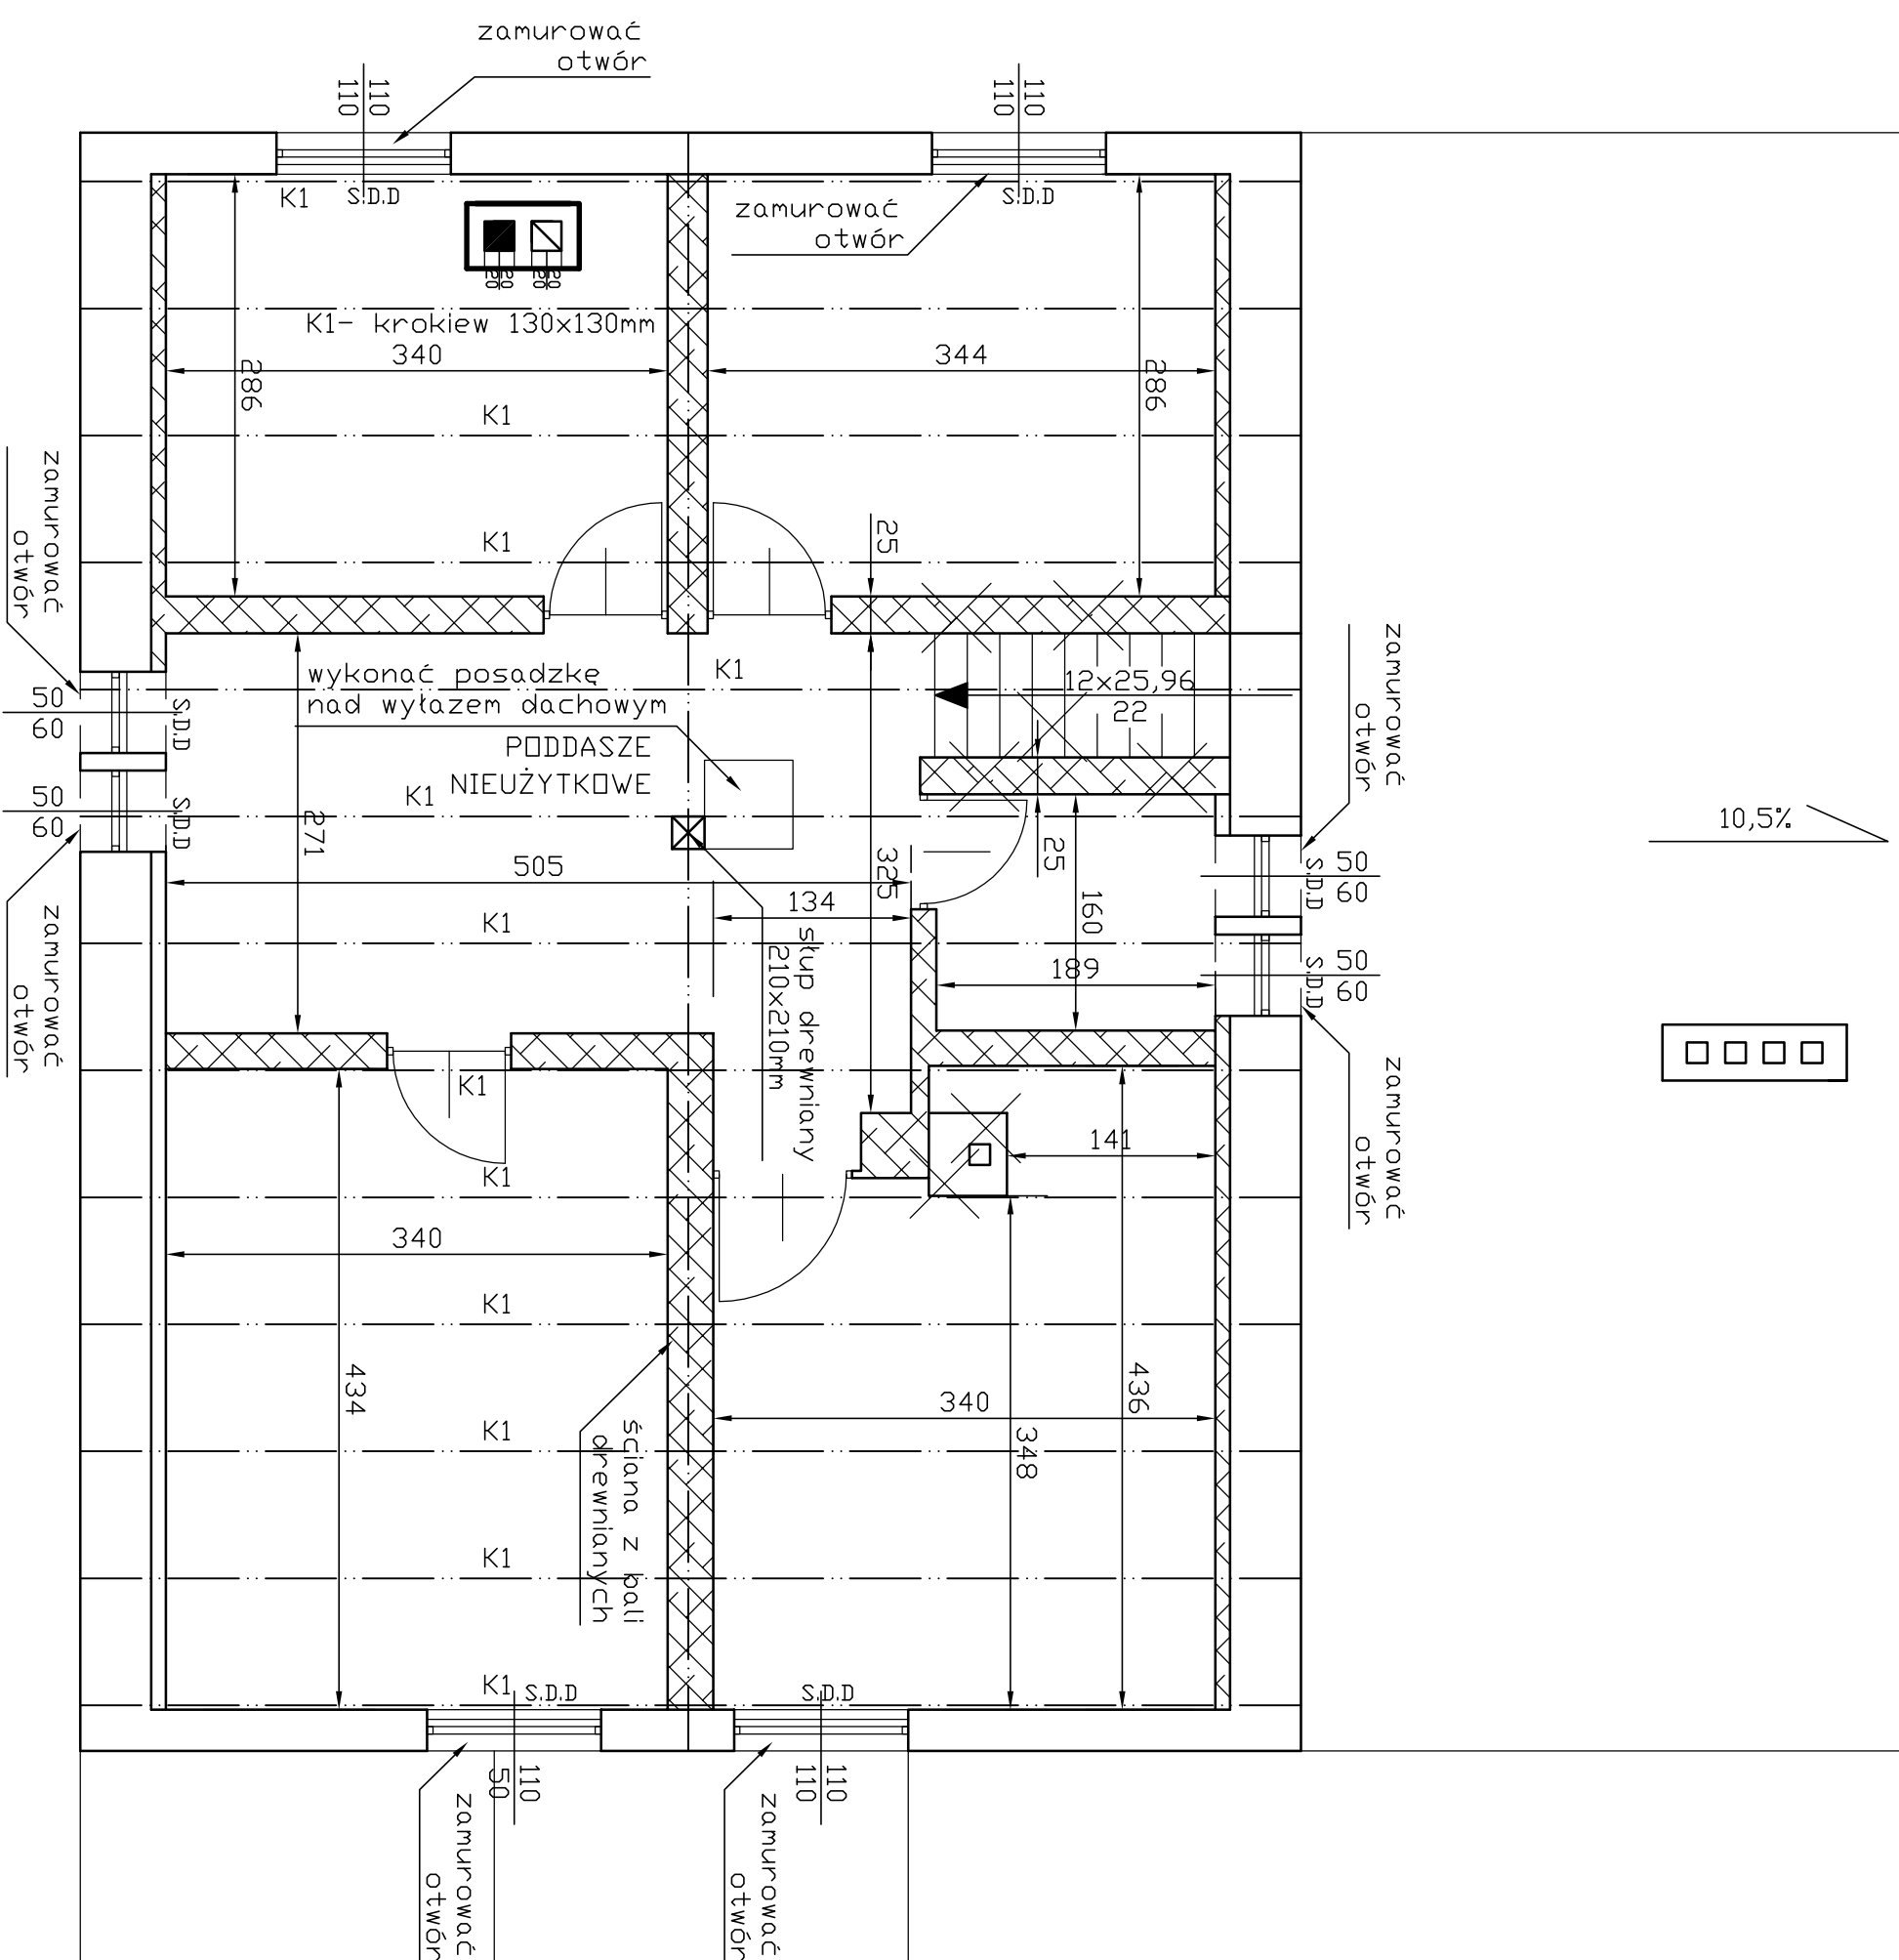 zamurować
otwór
110
110
110
110
K1
S.D.D
S.D.D
zamurować
otwór
20
20
20
20
K1- krokiew 130x130mm
340
344
286
286
K1
zamurować
otwór
K1
25
wykonać posadzkę
nad wyłazem dachowym
K1
12x25,96
22
zamurować
otwór
50
60
S.D.D
PODDASZE
NIEUŻYTKOWE
K1
50
60
S.D.D
271
505
325
25
10,5%
50
60
S.D.D
134
160
K1
słup drewniany
210x210mm
189
50
60
S.D.D
zamurować
otwór
K1
141
zamurować
otwór
K1
340
K1
434
436
340
348
K1
ściana z bali
drewnianych
K1
K1
S.D.D
S.D.D
110
50
110
110
zamurować
otwór
zamurować
otwór